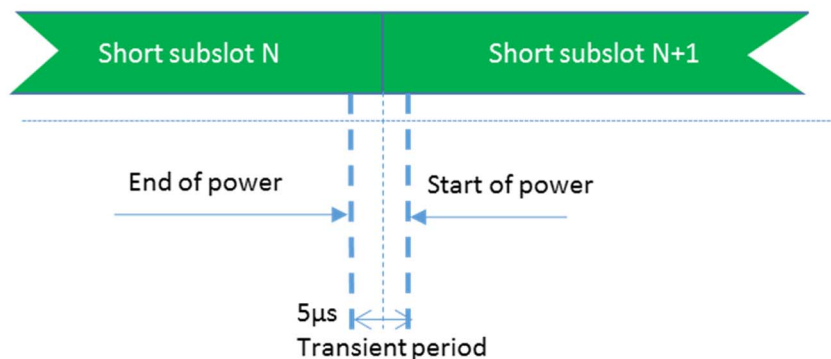 Short subslot N
Short subslot N+1
End of power
Start of power
5µs
Transient period